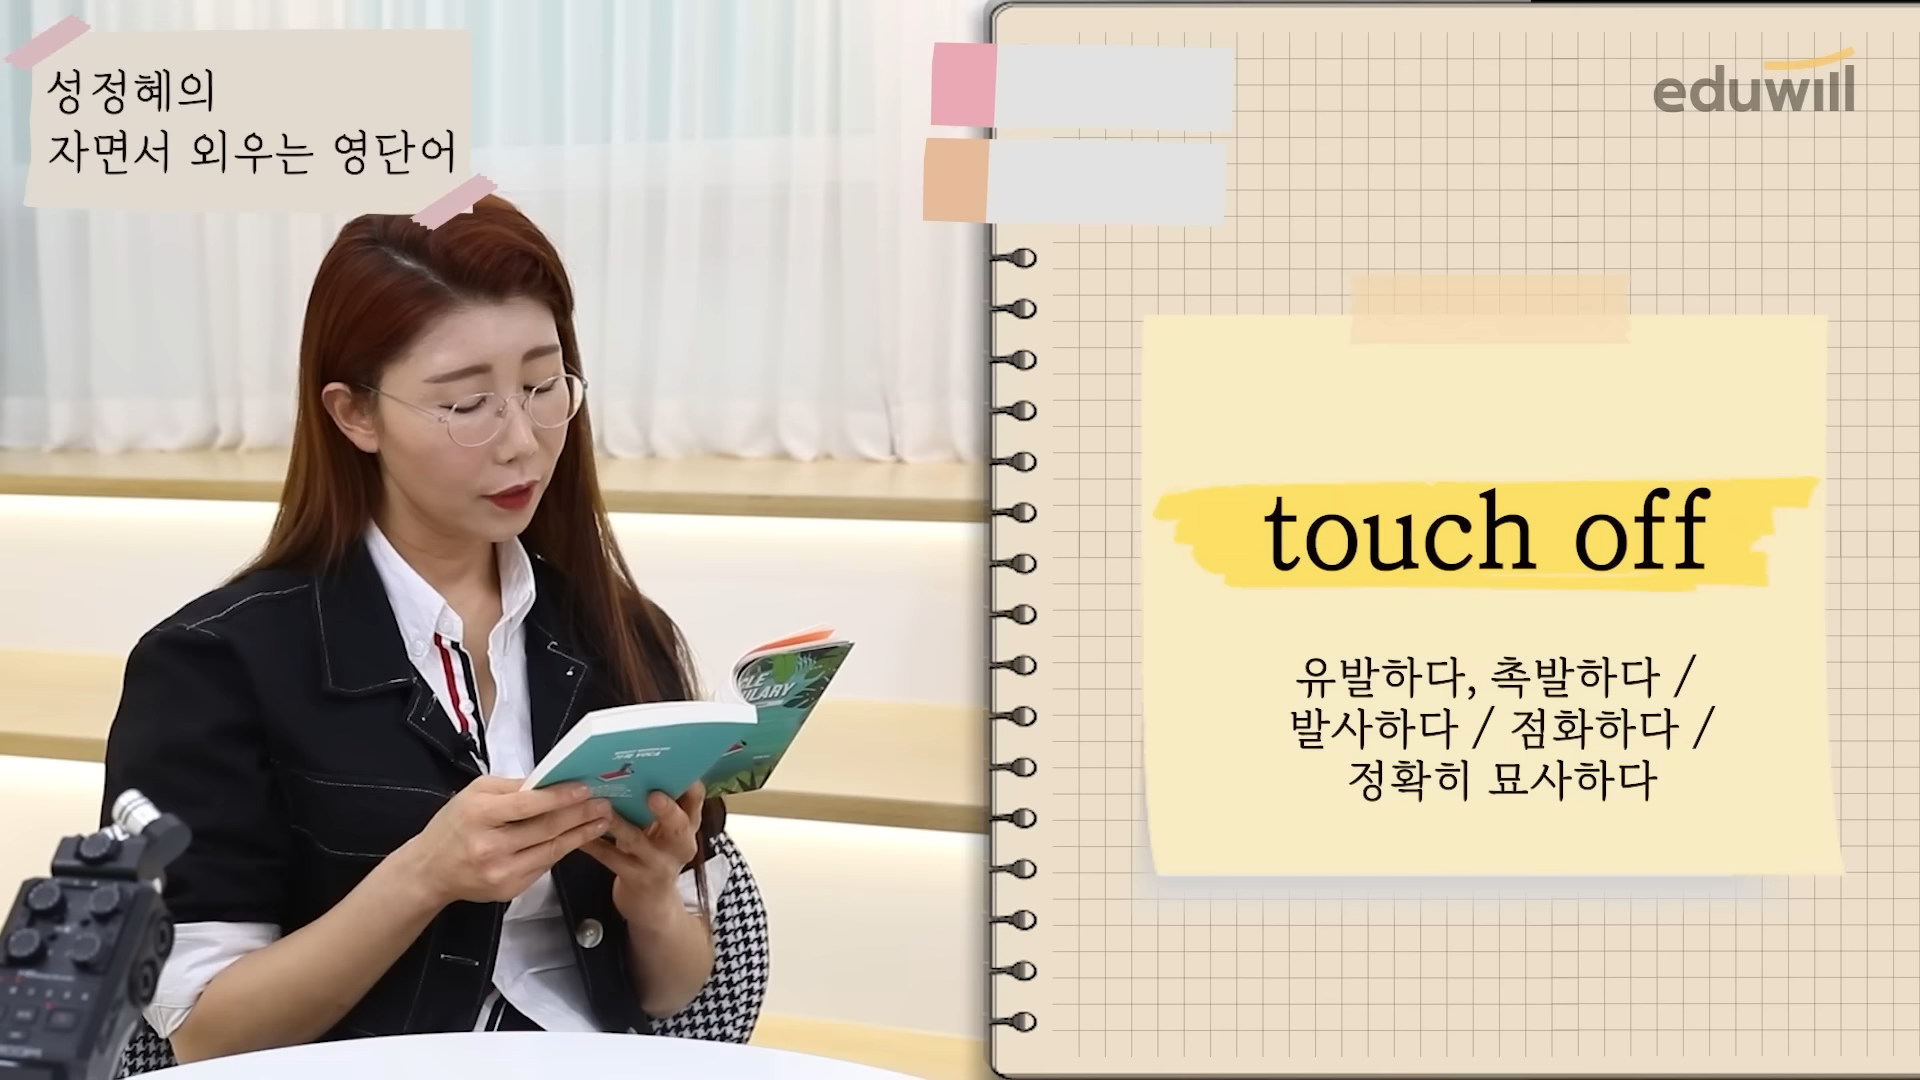 성정혜의
자면서 외우는 영단어
eduwill
touch off
유발하다, 촉발하다 /
발사하다 / 점화하다 /
정확히 묘사하다
VOCA